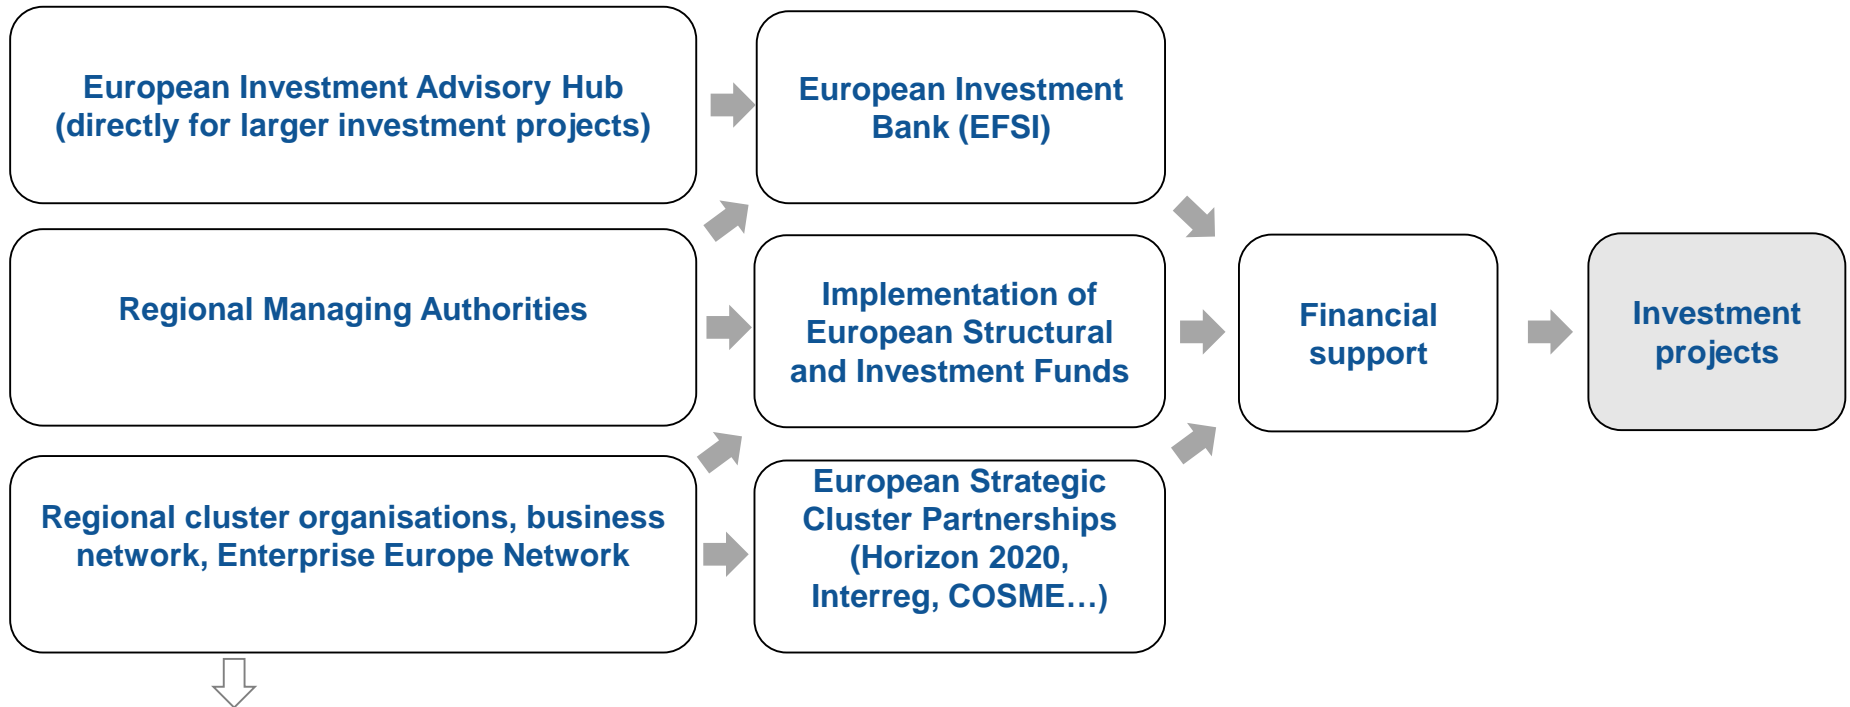 European Investment Advisory Hub
(directly for larger investment projects)
European Investment
Bank (EFSI)
Regional Managing Authorities
Implementation of
European Structural
and Investment Funds
Financial
support
Investment
projects
Regional cluster organisations, business
network, Enterprise Europe Network
European Strategic
Cluster Partnerships
(Horizon 2020,
Interreg, COSME…)